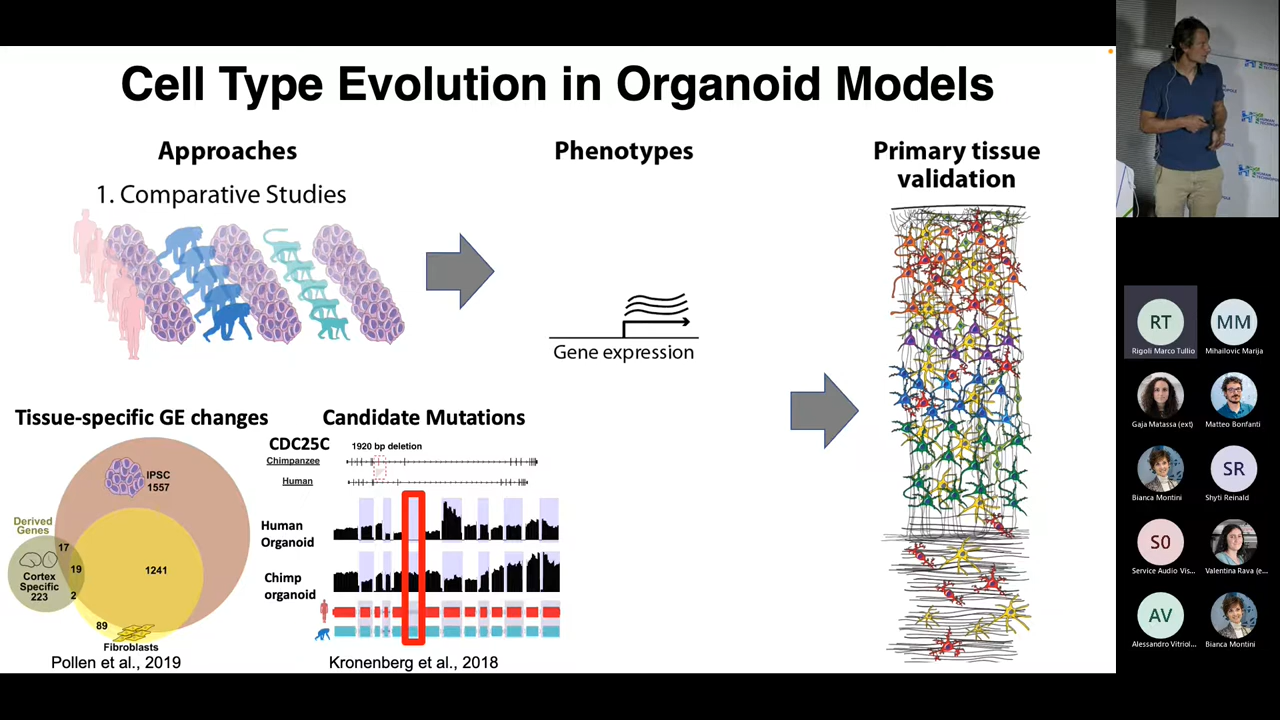 Cell Type Evolution in Organoid Models
Approaches
1. Comparative Studies
Phenotypes
Gene expression
Primary tissue
validation
Tissue-specific GE changes
IPSC
1557
Derived
Genes
17
19
1241
Cortex
Specific
223
2
89
Fibroblasts
Pollen et al., 2019
Candidate Mutations
CDC25C
1920 bp deletion
Chimpanzee
Human
Human
Organoid
Chimp
organoid
Kronenberg et al., 2018
RT
Rigoli Marco Tullio
MM
Mihailovic Marija
Gaja Matassa (ext)
Matteo Bonfanti
Bianca Montini
SR
Shyti Reinald
S0
Service Audio Vis...
Valentina Rava (e...
AV
Alessandro Vitriol...
Bianca Montini